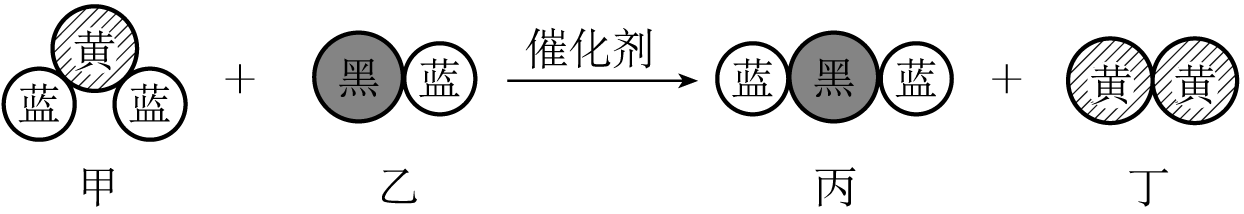 黄 蓝 蓝 + 黑 蓝 催化剂 蓝 黑 蓝 + 黄 黄
甲 乙 丙 丁